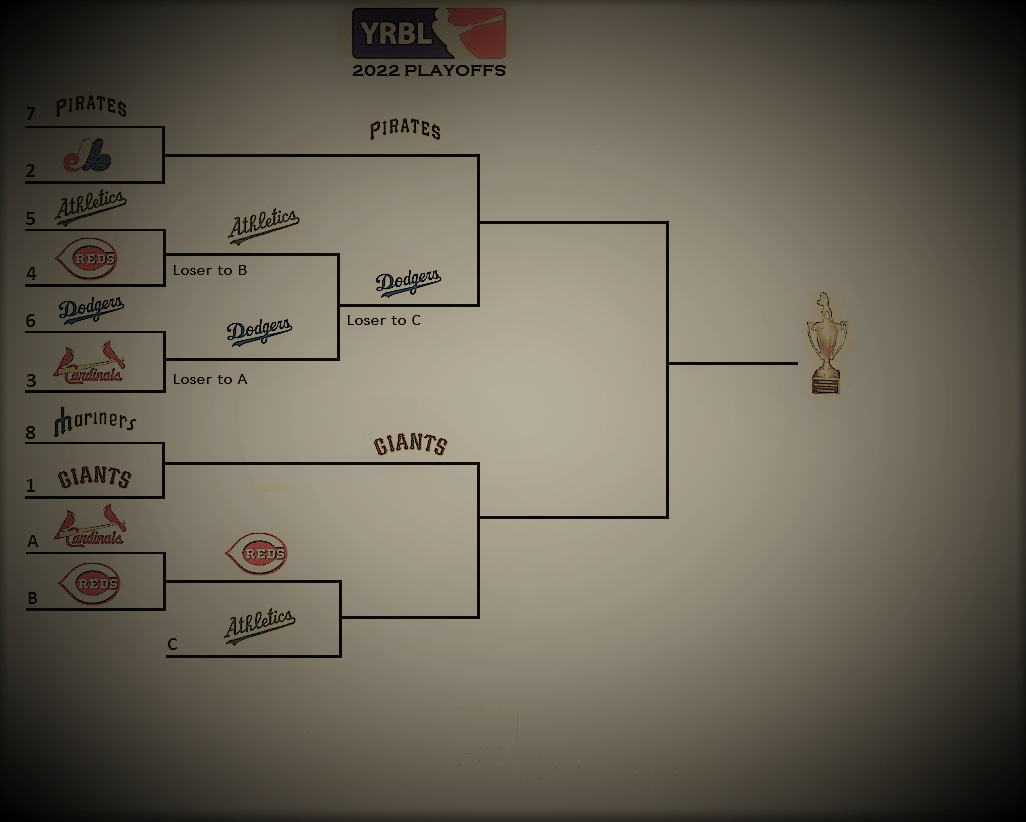 YRBL
2022 PLAYOFFS
7 PIRATES
PIRATES
2
5 Athletics
Athletics
4 REDS
Loser to B
Dodgers
6 Dodgers
Dodgers
Loser to C
3 Cardinals
Loser to A
8 mariners
GIANTS
1 GIANTS
A Cardinals
REDS
B REDS
Athletics
C